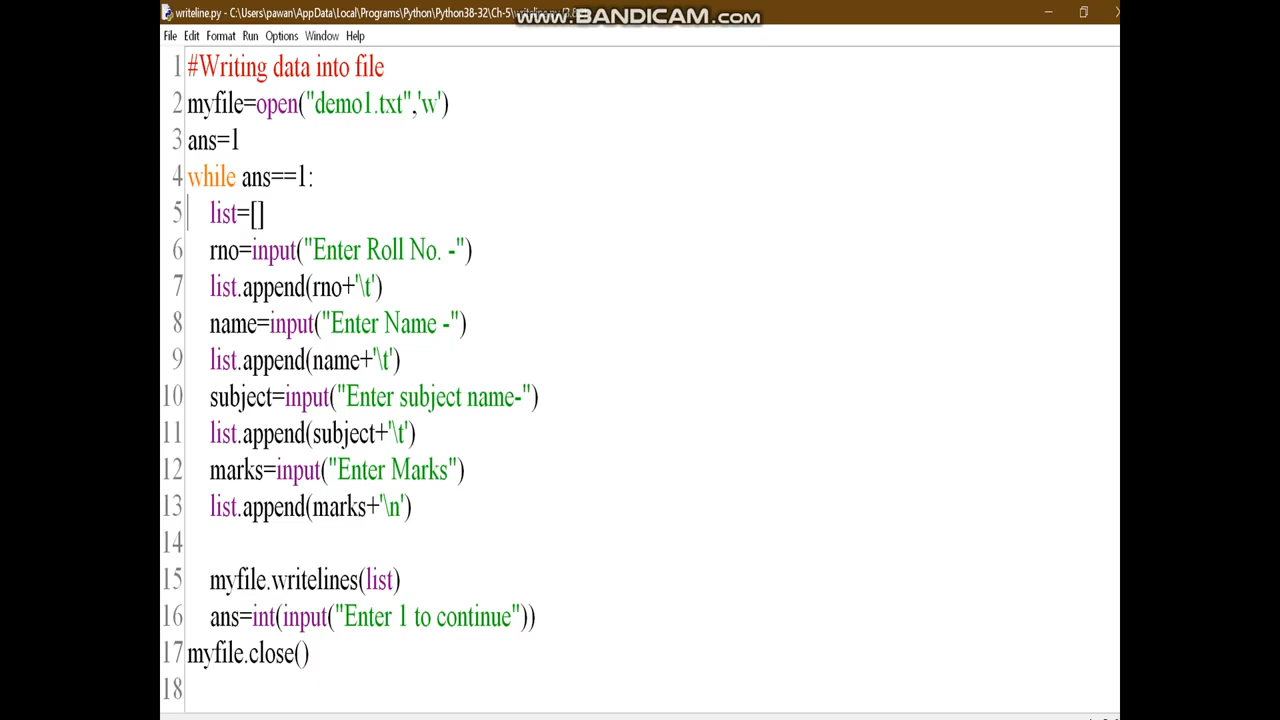 writeline.py - C:\Users\pawan\AppData\Local\Programs\Python\Python38-32\Ch-5\
www.BANDICAM.com
File Edit Format Run Options Window Help
1 #Writing data into file
2 myfile=open("demo1.txt",'w')
3 ans=1
4 while ans==1:
5 list=[]
6 rno=input("Enter Roll No. -")
7 list.append(rno+'\t')
8 name=input("Enter Name -")
9 list.append(name+'\t')
10 subject=input("Enter subject name-")
11 list.append(subject+'\t')
12 marks=input("Enter Marks")
13 list.append(marks+'\n')
14
15 myfile.writelines(list)
16 ans=int(input("Enter 1 to continue"))
17 myfile.close()
18